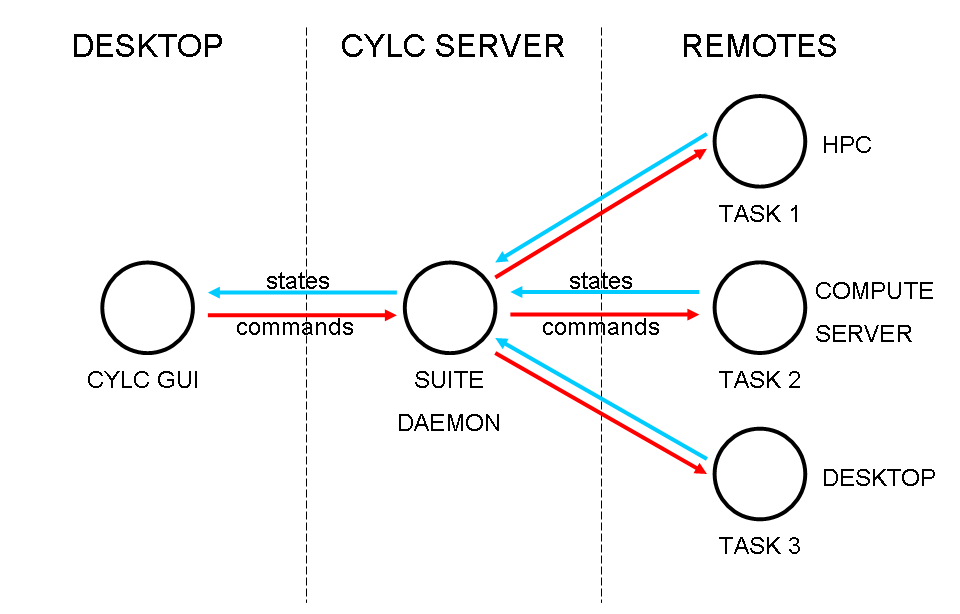 DESKTOP
CYLC SERVER
REMOTES
HPC
TASK 1
states
commands
states
commands
COMPUTE
SERVER
CYLC GUI
SUITE
DAEMON
TASK 2
DESKTOP
TASK 3